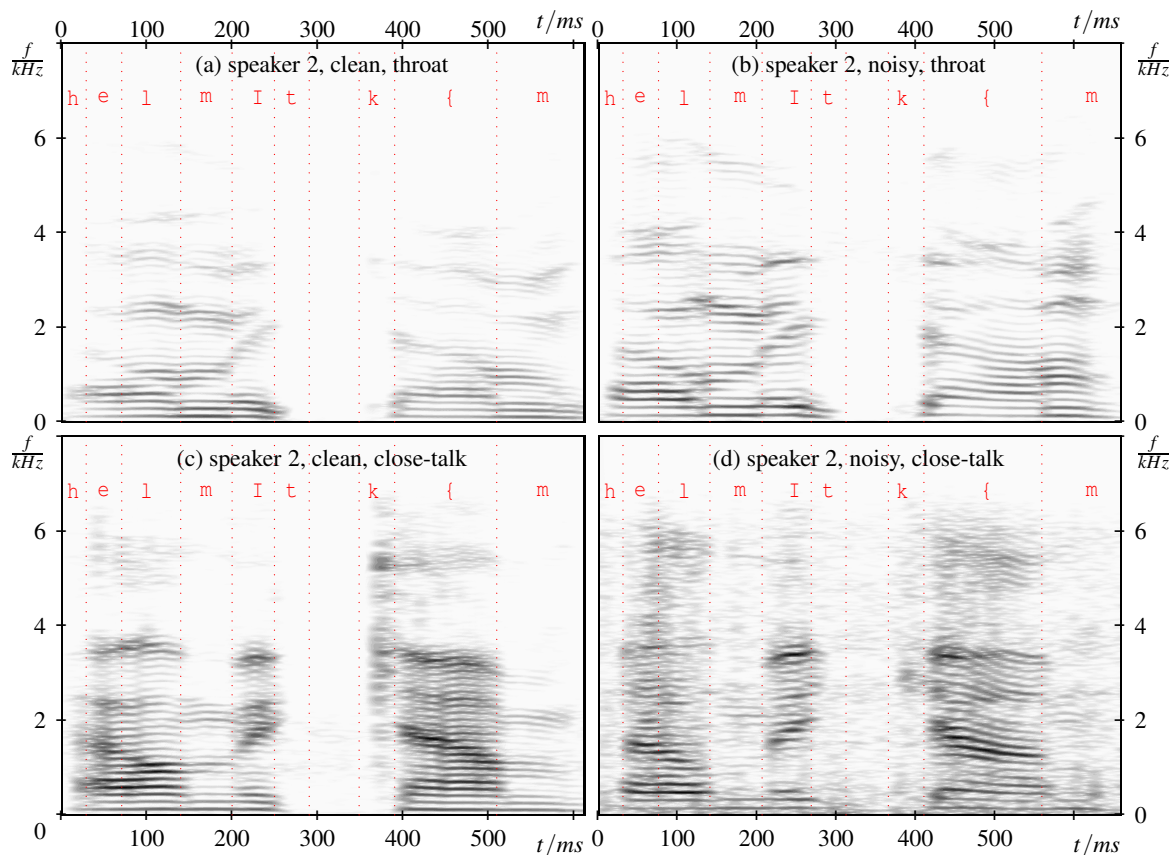 0 100 200 300 400 500 t/ms 0 100 200 300 400 500 t/ms
f/kHz (a) speaker 2, clean, throat (b) speaker 2, noisy, throat f/kHz
h e l m I t k { m h e l m I t k { m
6 6
4 4
2 2
0 0
f/kHz (c) speaker 2, clean, close-talk (d) speaker 2, noisy, close-talk f/kHz
h e l m I t k { m h e l m I t k { m
6 6
4 4
2 2
0 0
0 100 200 300 400 500 t/ms 0 100 200 300 400 500 t/ms